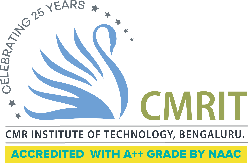 CELEBRATING 25 YEARS
CMRIT
CMR INSTITUTE OF TECHNOLOGY, BENGALURU.
ACCREDITED WITH A++ GRADE BY NAAC